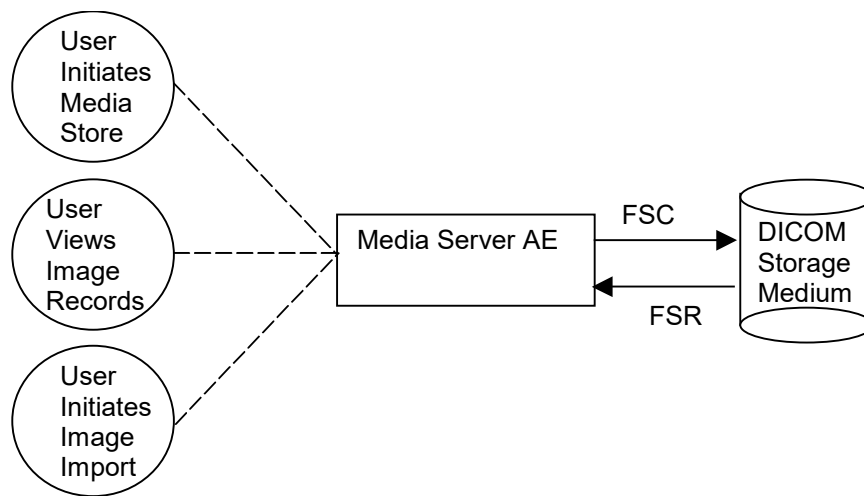 User
Initiates
Media
Store
User
Views
Image
Records
User
Initiates
Image
Import
Media Server AE
FSC
FSR
DICOM
Storage
Medium